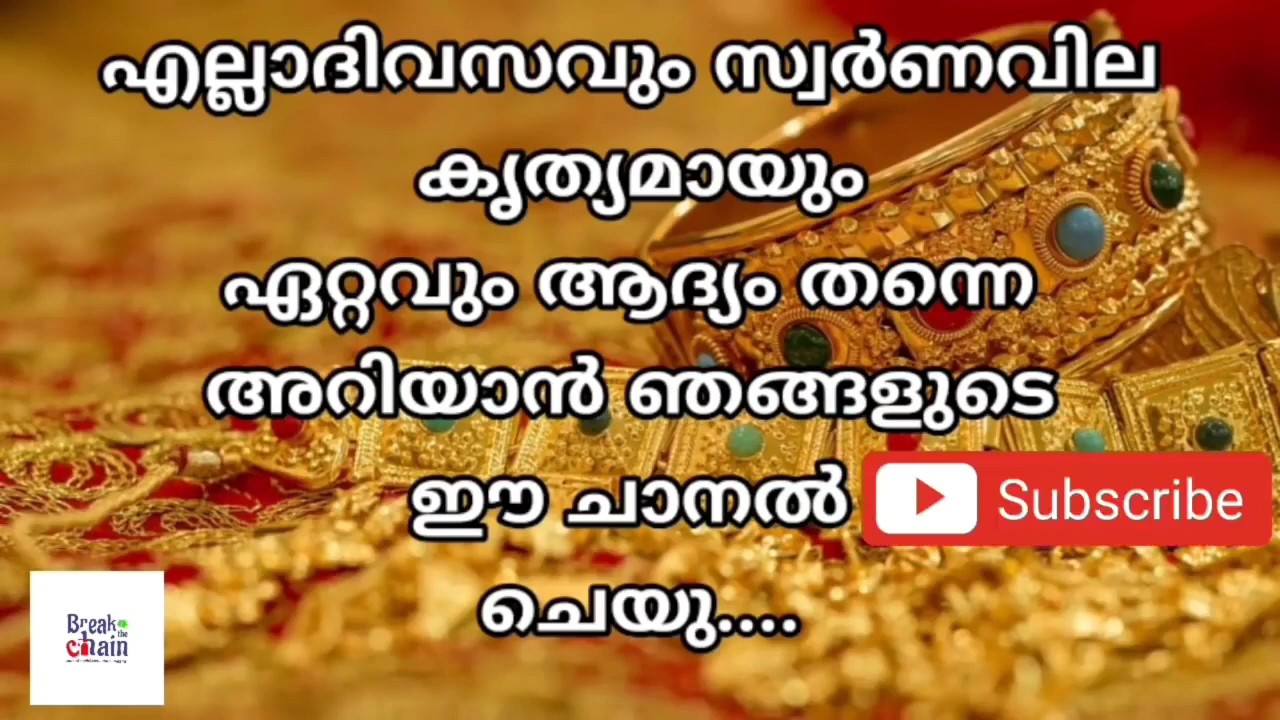 എല്ലാദിവസവും സ്വർണവില
കൃത്യമായും
ഏറ്റവും ആദ്യം തന്നെ
അറിയാൻ ഞങ്ങളുടെ
ഈ ചാനൽ Subscribe
ചെയു....
Break the
chain